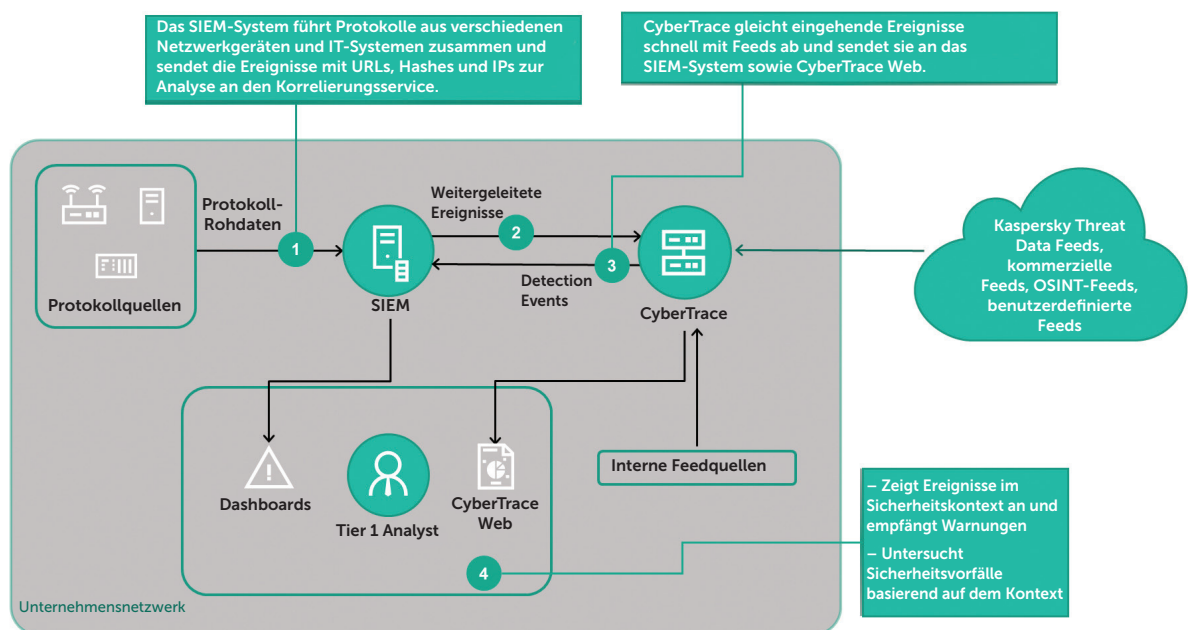 Das SIEM-System führt Protokolle aus verschiedenen
Netzwerkgeräten und IT-Systemen zusammen und
sendet die Ereignisse mit URLs, Hashes und IPs zur
Analyse an den Korrelierungsservice.
CyberTrace gleicht eingehende Ereignisse
schnell mit Feeds ab und sendet sie an das
SIEM-System sowie CyberTrace Web.
Protokollquellen
Protokoll-
Rohdaten
1
SIEM
Weitergeleitete
Ereignisse
2
3
Detection
Events
CyberTrace
Kaspersky Threat
Data Feeds,
kommerzielle
Feeds, OSINT-Feeds,
benutzerdefinierte
Feeds
Dashboards
Tier 1 Analyst
CyberTrace
Web
Interne Feedquellen
4
– Zeigt Ereignisse im
Sicherheitskontext an und
empfängt Warnungen
– Untersucht
Sicherheitsvorfälle
basierend auf dem Kontext
Unternehmensnetzwerk